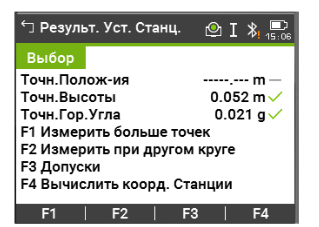 Результ. Уст. Станц. I 15:06
Выбор
Точн.Полож-ия -----.--- m —
Точн.Высоты 0.052 m ✓
Точн.Гор.Угла 0.021 g ✓
F1 Измерить больше точек
F2 Измерить при другом круге
F3 Допуски
F4 Вычислить коорд. Станции
F1 | F2 | F3 | F4